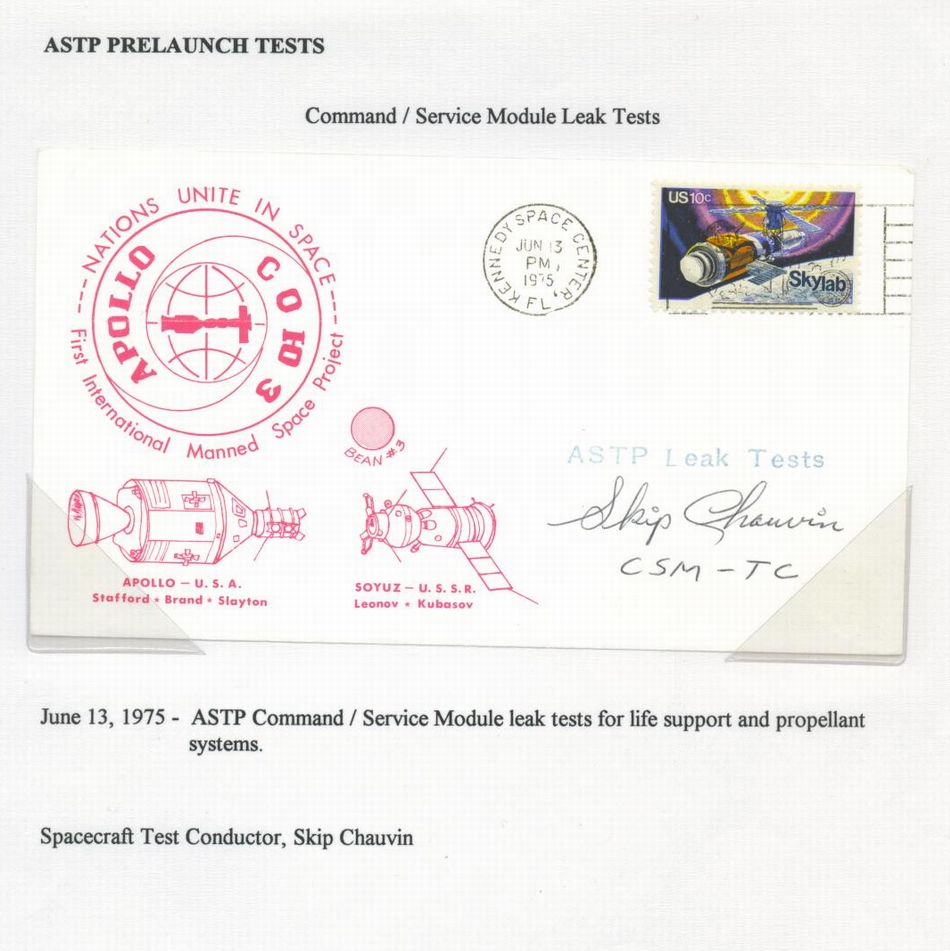 ASTP PRELAUNCH TESTS
Command / Service Module Leak Tests
---- NATIONS UNITE IN SPACE ----
APOLLO
СОЮЗ
First International Manned Space Project
KENNEDY SPACE CENTER, FL,
JUN 13
PM
1975
US 10c
Skylab
BEAN #3
ASTP Leak Tests
Skip Chauvin
CSM – TC
APOLLO – U. S. A.
Stafford ★ Brand ★ Slayton
SOYUZ – U. S. S. R.
Leonov ★ Kubasov
June 13, 1975 - ASTP Command / Service Module leak tests for life support and propellant
systems.
Spacecraft Test Conductor, Skip Chauvin